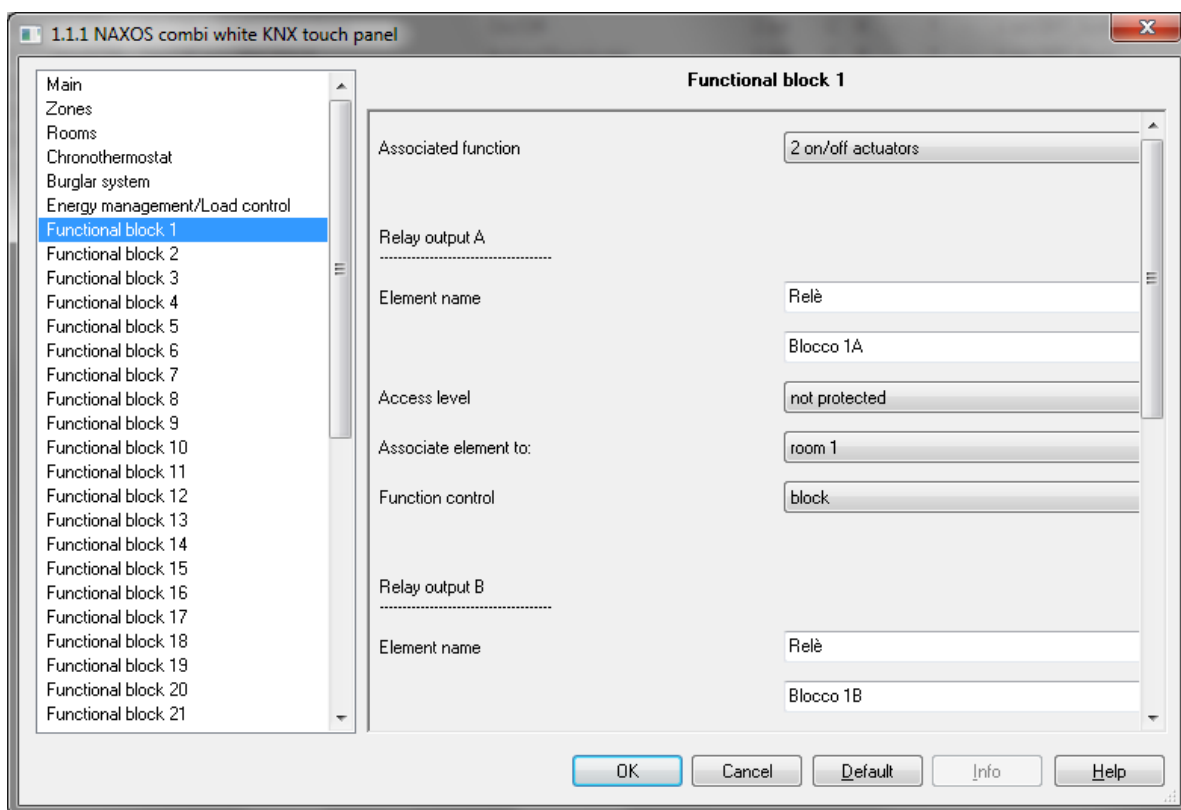 1.1.1 NAXOS combi white KNX touch panel
Main
Zones
Rooms
Chronothermostat
Burglar system
Energy management/Load control
Functional block 1
Functional block 2
Functional block 3
Functional block 4
Functional block 5
Functional block 6
Functional block 7
Functional block 8
Functional block 9
Functional block 10
Functional block 11
Functional block 12
Functional block 13
Functional block 14
Functional block 15
Functional block 16
Functional block 17
Functional block 18
Functional block 19
Functional block 20
Functional block 21
Functional block 1
Associated function 2 on/off actuators
Relay output A
------------------------------------
Element name Relè
Blocco 1A
Access level not protected
Associate element to: room 1
Function control block
Relay output B
------------------------------------
Element name Relè
Blocco 1B
OK Cancel Default Info Help